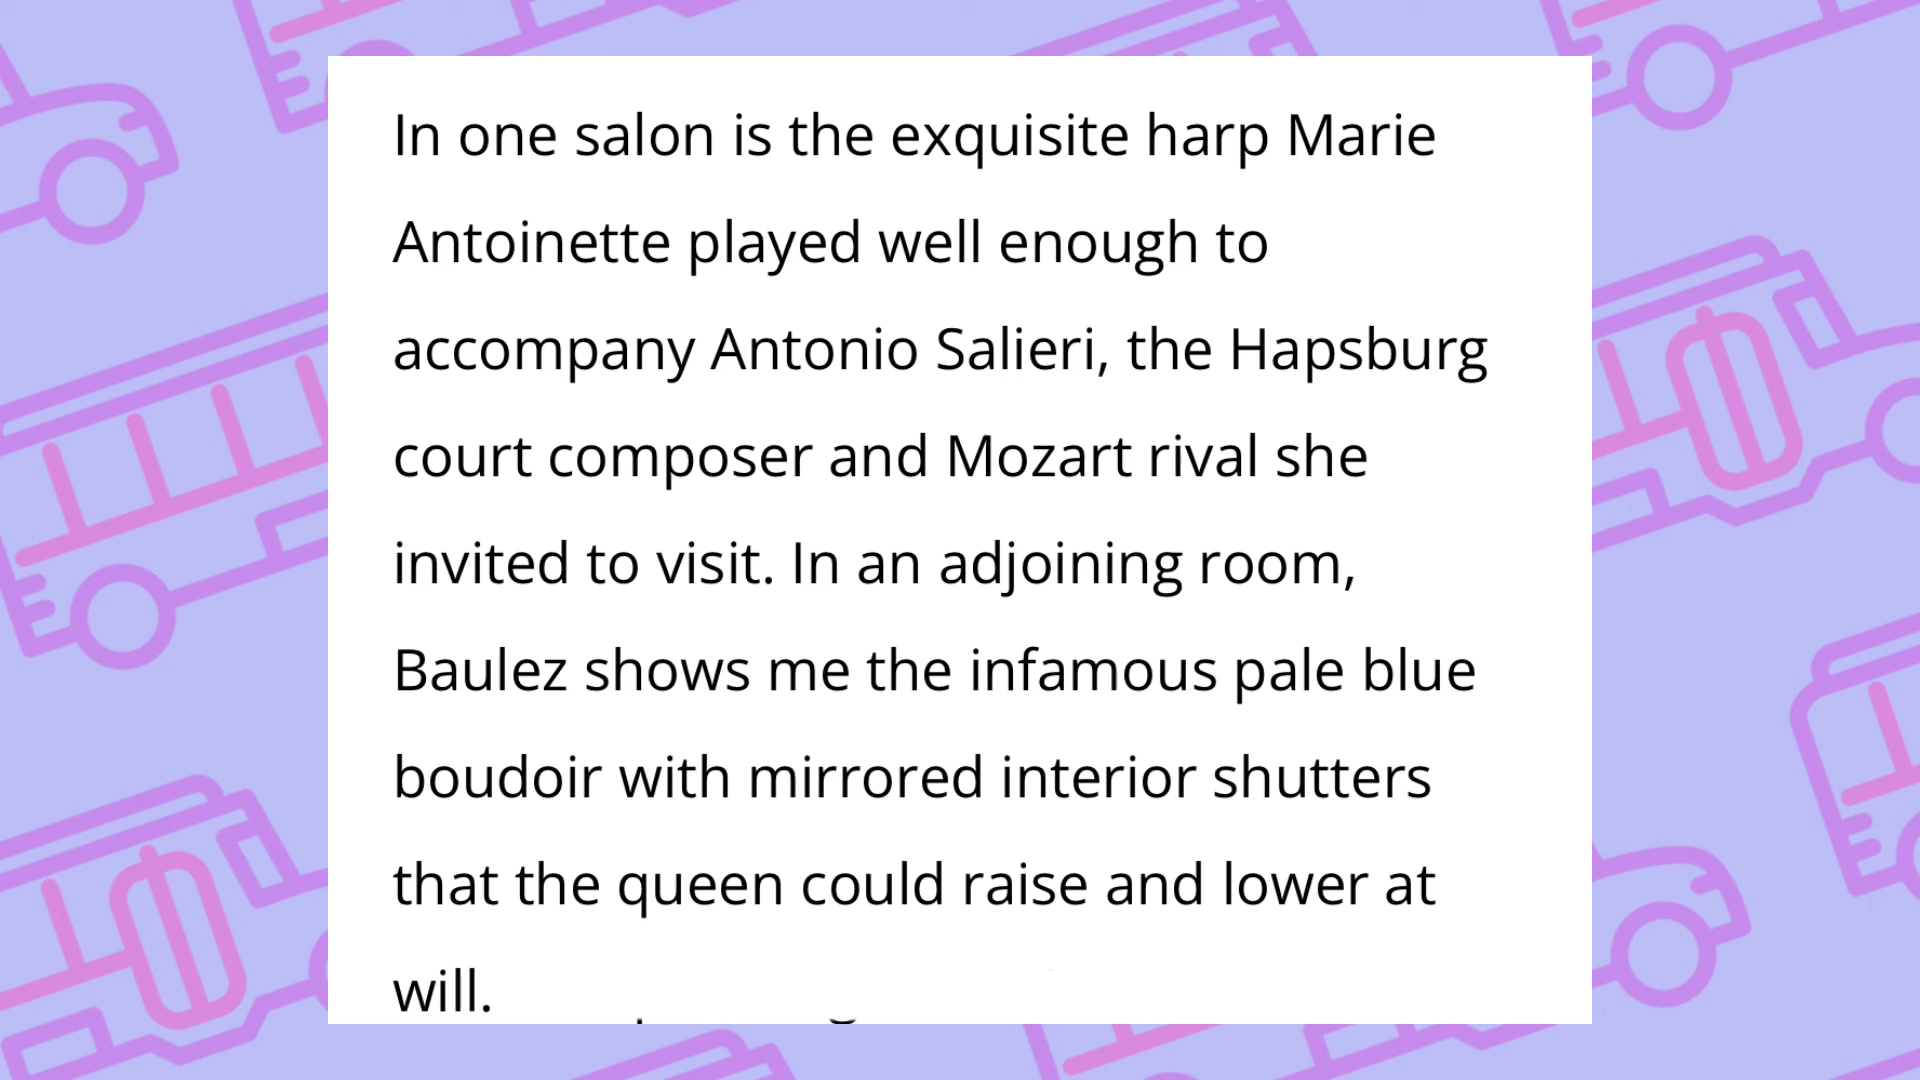 In one salon is the exquisite harp Marie
Antoinette played well enough to
accompany Antonio Salieri, the Hapsburg
court composer and Mozart rival she
invited to visit. In an adjoining room,
Baulez shows me the infamous pale blue
boudoir with mirrored interior shutters
that the queen could raise and lower at
will.